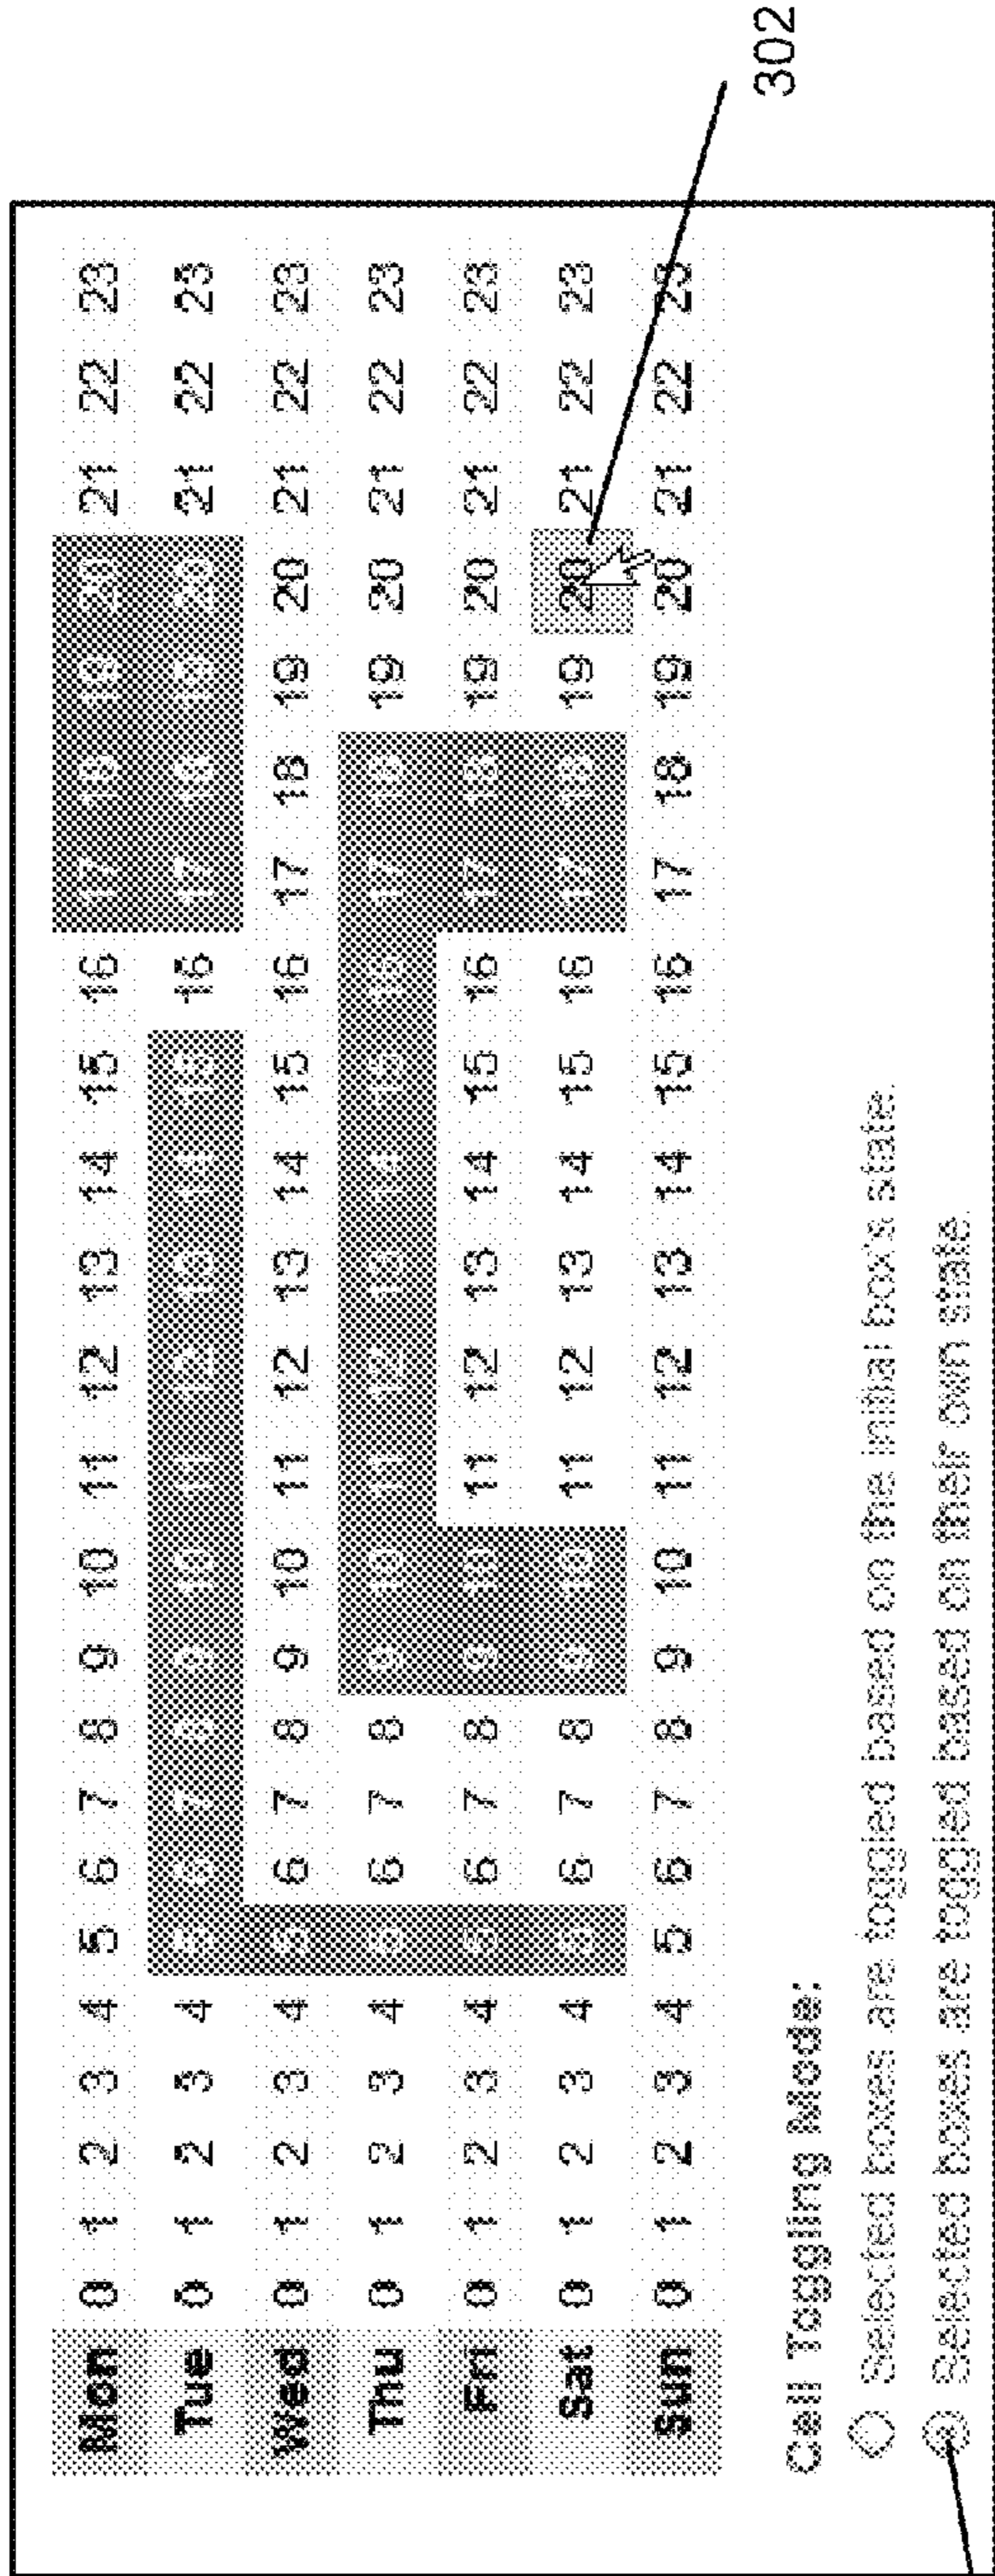 Mon 0 1 2 3 4 5 6 7 8 9 10 11 12 13 14 15 16 17 18 19 20 21 22 23
Tue 0 1 2 3 4 5 6 7 8 9 10 11 12 13 14 15 16 17 18 19 20 21 22 23
Wed 0 1 2 3 4 5 6 7 8 9 10 11 12 13 14 15 16 17 18 19 20 21 22 23
Thu 0 1 2 3 4 5 6 7 8 9 10 11 12 13 14 15 16 17 18 19 20 21 22 23
Fri 0 1 2 3 4 5 6 7 8 9 10 11 12 13 14 15 16 17 18 19 20 21 22 23
Sat 0 1 2 3 4 5 6 7 8 9 10 11 12 13 14 15 16 17 18 19 20 21 22 23
Sun 0 1 2 3 4 5 6 7 8 9 10 11 12 13 14 15 16 17 18 19 20 21 22 23
302
Cell Toggling Mode:
Selected boxes are toggled based on the initial box's state.
Selected boxes are toggled based on their own state.